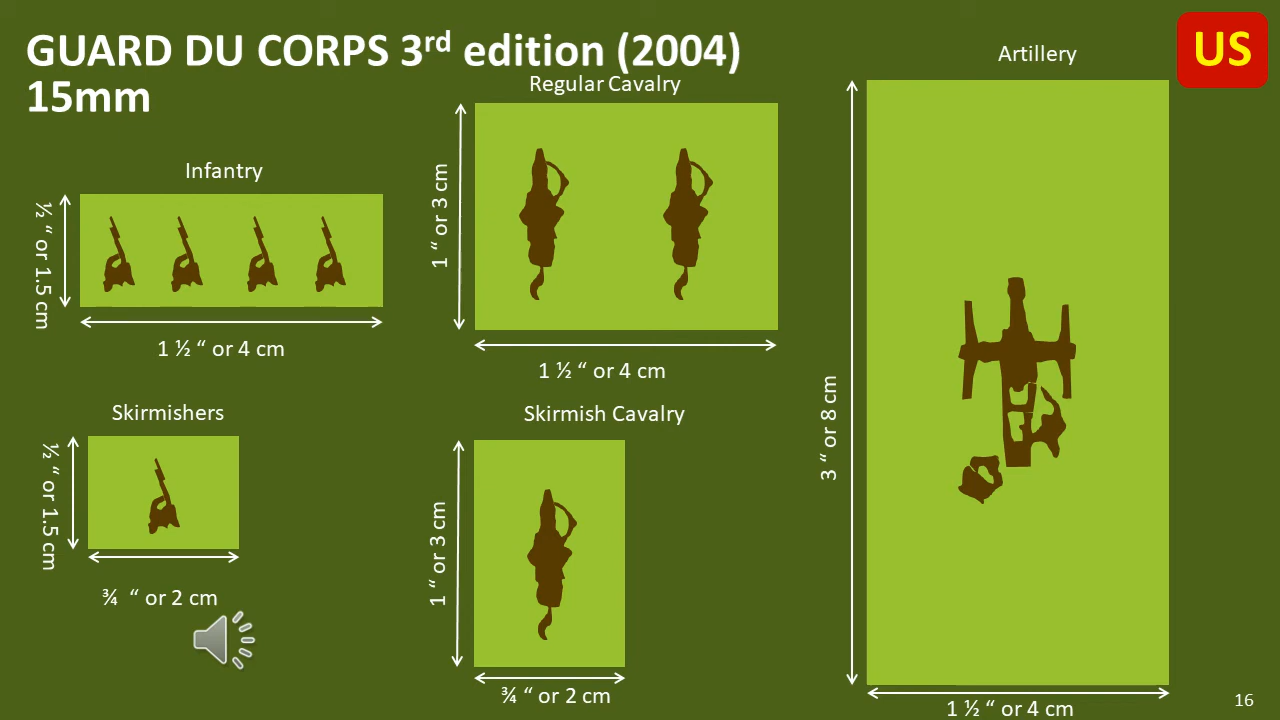 GUARD DU CORPS 3rd edition (2004)
15mm
US
Infantry
½ “ or 1.5 cm
1 ½ “ or 4 cm
Regular Cavalry
1 “ or 3 cm
1 ½ “ or 4 cm
Artillery
3 “ or 8 cm
1 ½ “ or 4 cm
Skirmishers
½ “ or 1.5 cm
¾ “ or 2 cm
Skirmish Cavalry
1 “ or 3 cm
¾ “ or 2 cm
16